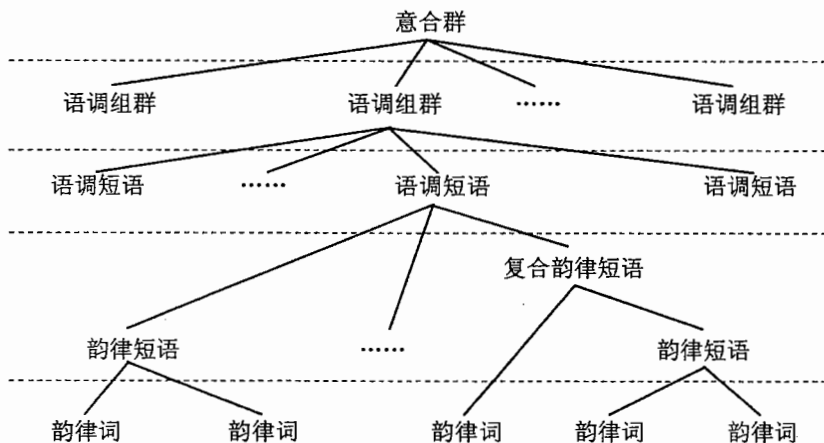 意合群
语调组群 语调组群 …… 语调组群
语调短语 …… 语调短语 语调短语
复合韵律短语
韵律短语 …… 韵律短语
韵律词 韵律词 韵律词 韵律词 韵律词